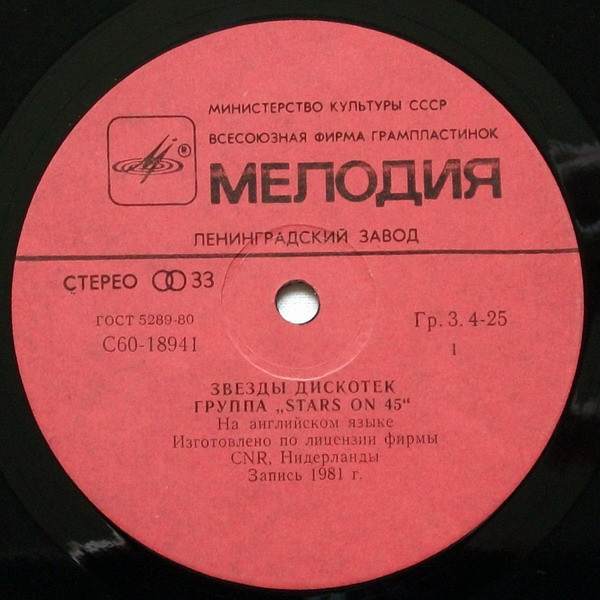 МИНИСТЕРСТВО КУЛЬТУРЫ СССР
ВСЕСОЮЗНАЯ ФИРМА ГРАМПЛАСТИНОК
®
МЕЛОДИЯ
ЛЕНИНГРАДСКИЙ ЗАВОД
СТЕРЕО 33
ГОСТ 5289-80
Гр. 3. 4-25
С60-18941
1
ЗВЕЗДЫ ДИСКОТЕК
ГРУППА „STARS ON 45“
На английском языке
Изготовлено по лицензии фирмы
CNR, Нидерланды
Запись 1981 г.